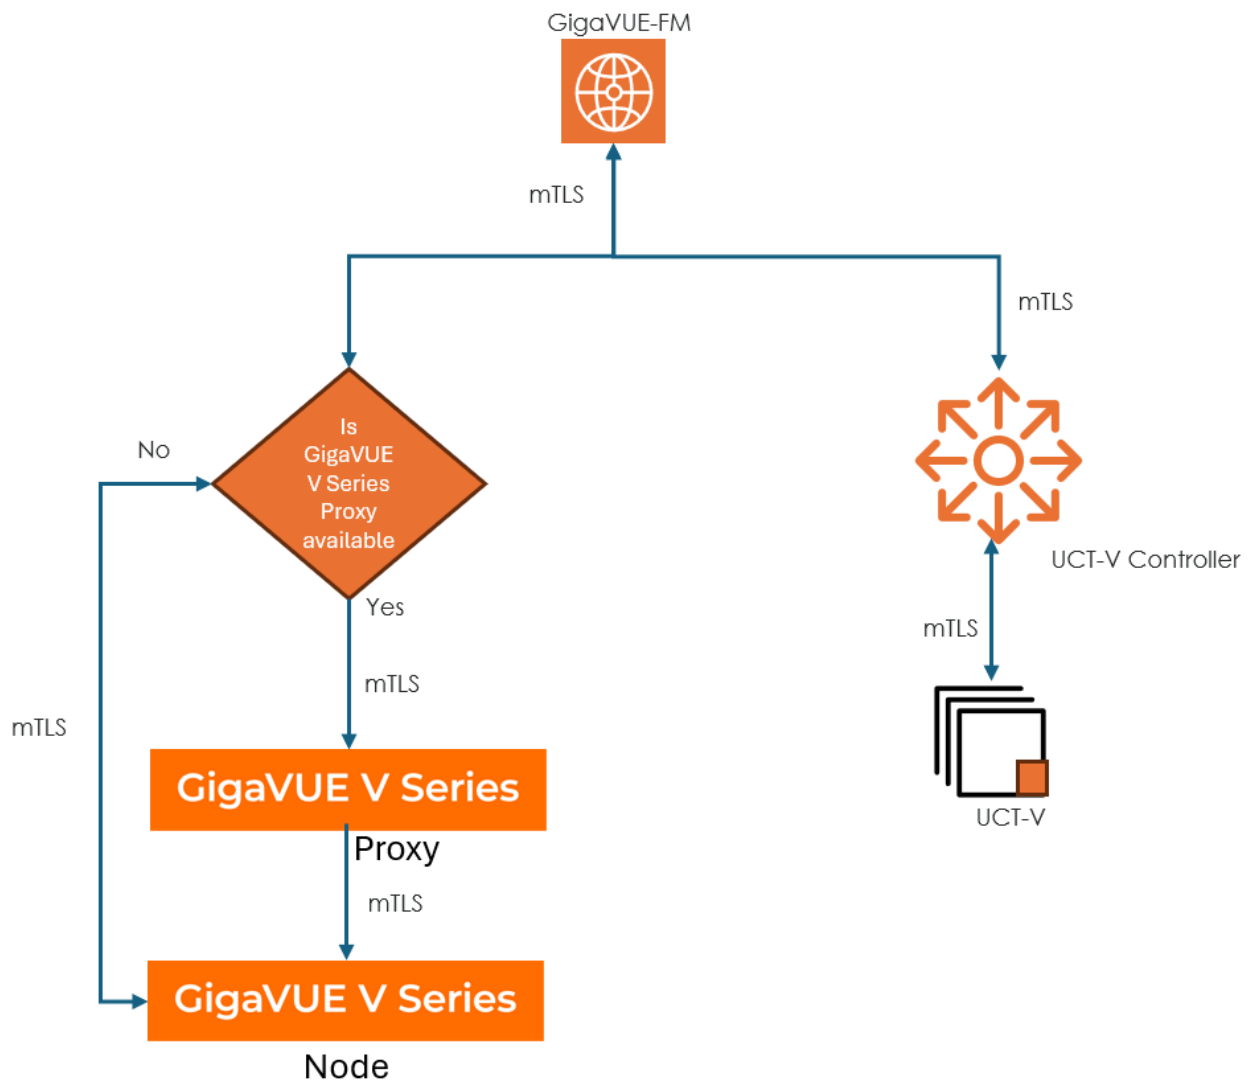 GigaVUE-FM
mTLS
mTLS
Is
GigaVUE
V Series
Proxy
available
No
Yes
UCT-V Controller
mTLS
mTLS
mTLS
GigaVUE V Series
Proxy
UCT-V
mTLS
GigaVUE V Series
Node